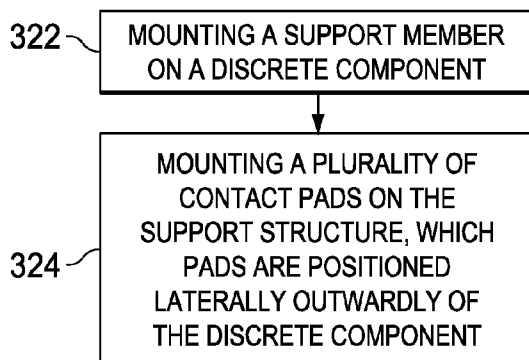 322
MOUNTING A SUPPORT MEMBER
ON A DISCRETE COMPONENT
324
MOUNTING A PLURALITY OF
CONTACT PADS ON THE
SUPPORT STRUCTURE, WHICH
PADS ARE POSITIONED
LATERALLY OUTWARDLY OF
THE DISCRETE COMPONENT